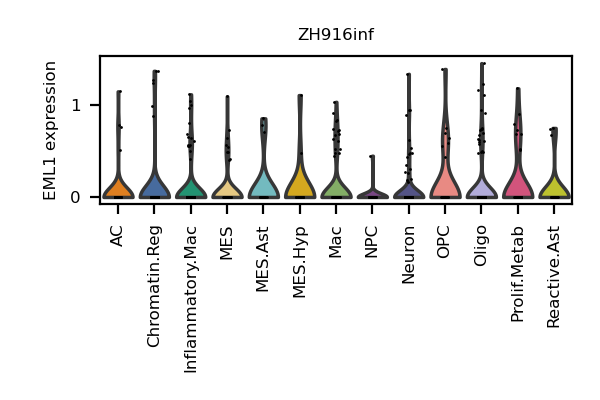 ZH916inf
EML1 expression
1
0
AC
Chromatin.Reg
Inflammatory.Mac
MES
MES.Ast
MES.Hyp
Mac
NPC
Neuron
OPC
Oligo
Prolif.Metab
Reactive.Ast